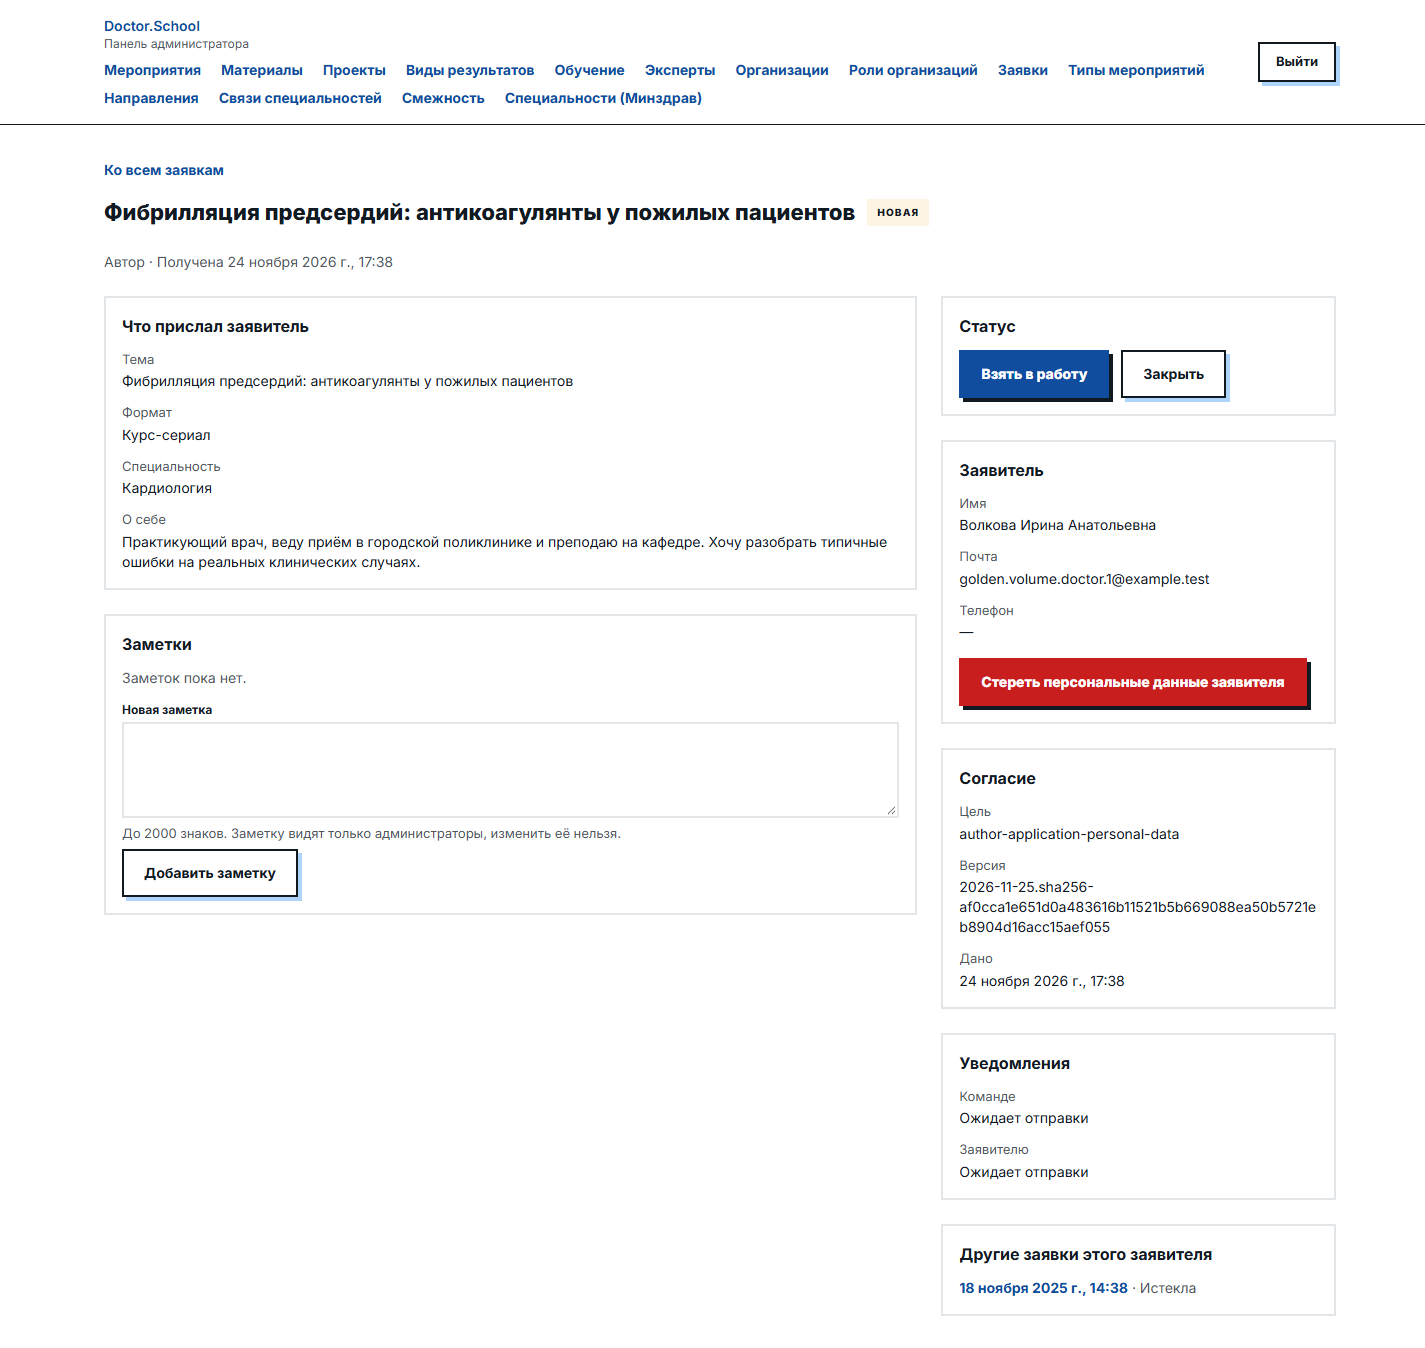 Doctor.School
Панель администратора
Мероприятия Материалы Проекты Виды результатов Обучение Эксперты Организации Роли организаций Заявки Типы мероприятий
Направления Связи специальностей Смежность Специальности (Минздрав)
Выйти
Ко всем заявкам
Фибрилляция предсердий: антикоагулянты у пожилых пациентов НОВАЯ
Автор · Получена 24 ноября 2026 г., 17:38
Что прислал заявитель
Тема
Фибрилляция предсердий: антикоагулянты у пожилых пациентов
Формат
Курс-сериал
Специальность
Кардиология
О себе
Практикующий врач, веду приём в городской поликлинике и преподаю на кафедре. Хочу разобрать типичные
ошибки на реальных клинических случаях.
Заметки
Заметок пока нет.
Новая заметка
До 2000 знаков. Заметку видят только администраторы, изменить её нельзя.
Добавить заметку
Статус
Взять в работу Закрыть
Заявитель
Имя
Волкова Ирина Анатольевна
Почта
golden.volume.doctor.1@example.test
Телефон
—
Стереть персональные данные заявителя
Согласие
Цель
author-application-personal-data
Версия
2026-11-25.sha256-
af0cca1e651d0a483616b11521b5b669088ea50b5721e
b8904d16acc15aef055
Дано
24 ноября 2026 г., 17:38
Уведомления
Команде
Ожидает отправки
Заявителю
Ожидает отправки
Другие заявки этого заявителя
18 ноября 2025 г., 14:38 · Истекла